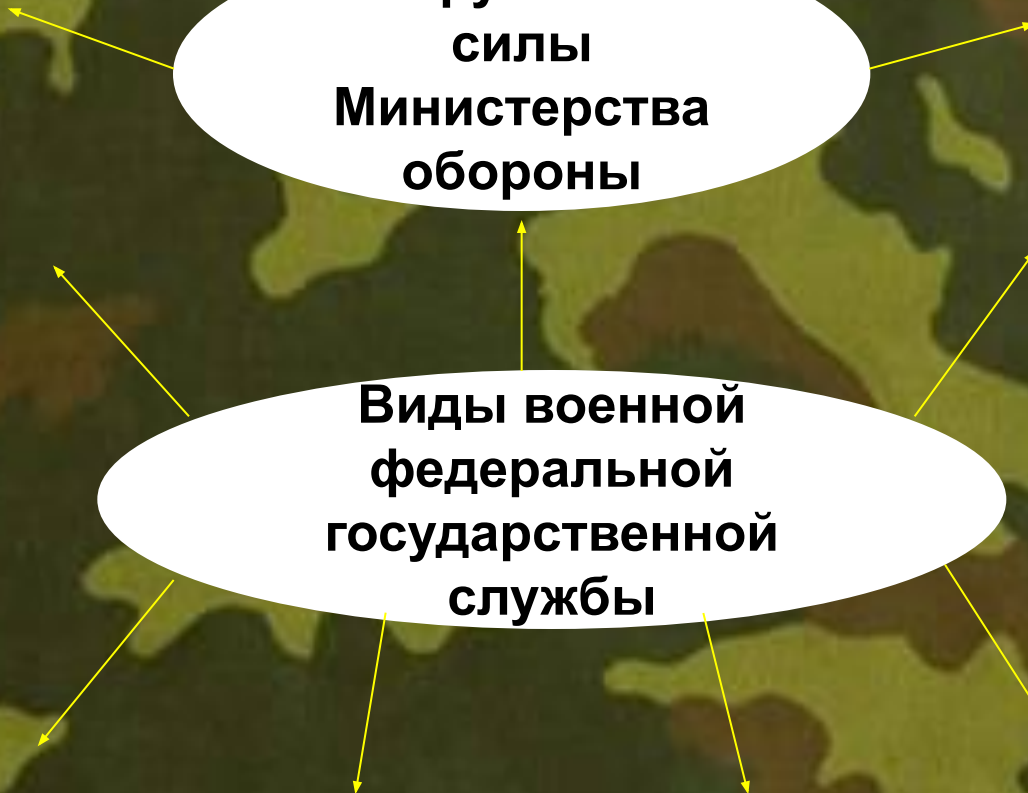 силы
Министерства
обороны
Виды военной
федеральной
государственной
службы